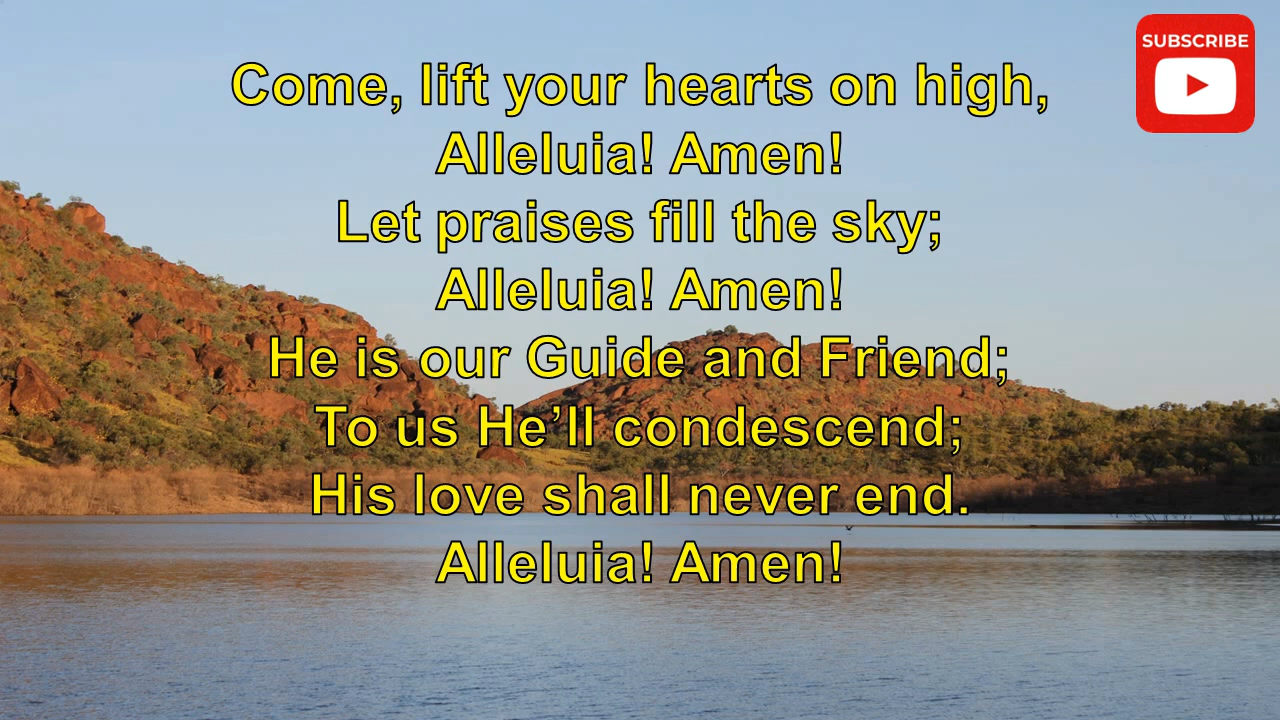 SUBSCRIBE
Come, lift your hearts on high,
Alleluia! Amen!
Let praises fill the sky;
Alleluia! Amen!
He is our Guide and Friend;
To us He’ll condescend;
His love shall never end.
Alleluia! Amen!